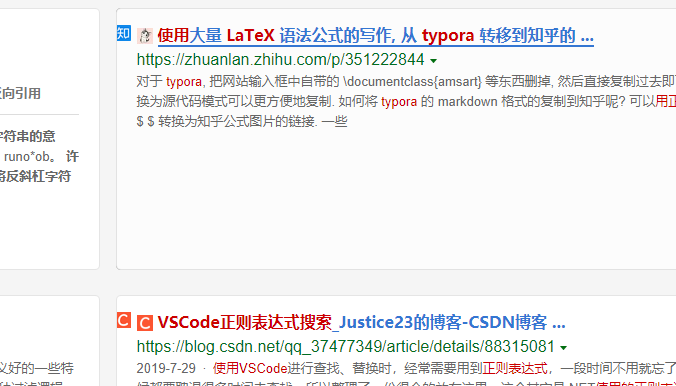 反向引用
字符串的意
runo*ob。 许
将反斜杠字符
义好的一些特
知 使用大量 LaTeX 语法公式的写作, 从 typora 转移到知乎的 ...
https://zhuanlan.zhihu.com/p/351222844
对于 typora, 把网站输入框中自带的 \documentclass{amsart} 等东西删掉, 然后直接复制过去即
换为源代码模式可以更方便地复制. 如何将 typora 的 markdown 格式的复制到知乎呢? 可以用正
$ $ 转换为知乎公式图片的链接. 一些
C C VSCode正则表达式搜索_Justice23的博客-CSDN博客 ...
https://blog.csdn.net/qq_37477349/article/details/88315081
2019-7-29 · 使用VSCode进行查找、替换时，经常需要用到正则表达式，一段时间不用就忘了